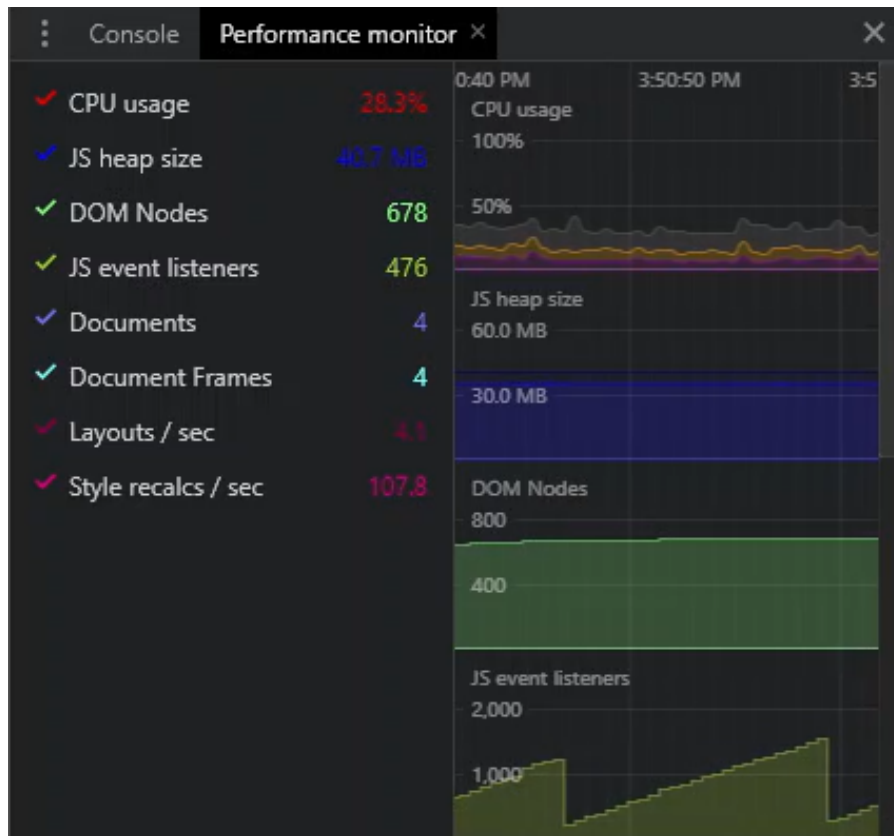 Console
Performance monitor
CPU usage 28.3%
JS heap size 40.7 MB
DOM Nodes 678
JS event listeners 476
Documents 4
Document Frames 4
Layouts / sec 4.1
Style recalcs / sec 107.8
0:40 PM 3:50:50 PM 3:5
CPU usage
100%
50%
JS heap size
60.0 MB
30.0 MB
DOM Nodes
800
400
JS event listeners
2,000
1,000